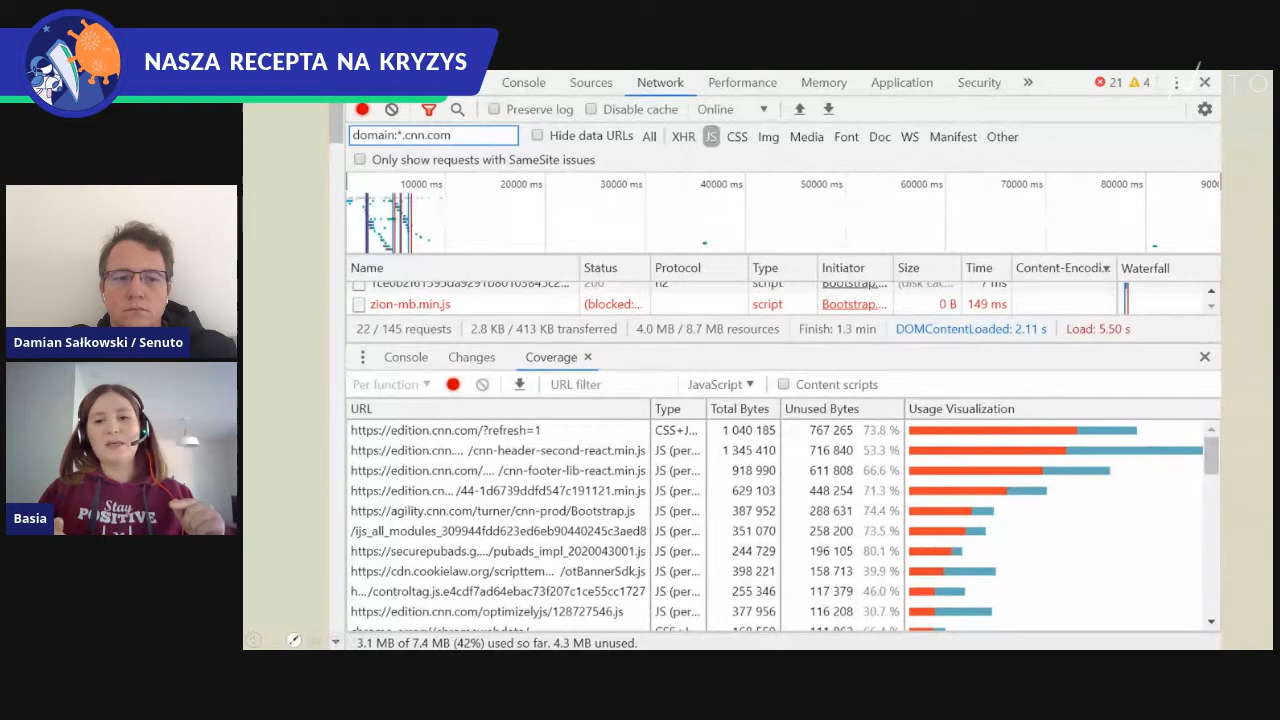 NASZA RECEPTA NA KRYZYS
Console Sources Network Performance Memory Application Security » 21 4
Preserve log Disable cache Online
domain:*.cnn.com Hide data URLs All XHR JS CSS Img Media Font Doc WS Manifest Other
Only show requests with SameSite issues
10000 ms 20000 ms 30000 ms 40000 ms 50000 ms 60000 ms 70000 ms 80000 ms
Name Status Protocol Type Initiator Size Time Content-Encodi Waterfall
200 h2 script Bootstrap,... (disk cac... 7 ms
zion-mb.min.js (blocked:... script Bootstrap,... 0 B 149 ms
22 / 145 requests 2.8 KB / 413 KB transferred 4.0 MB / 8.7 MB resources Finish: 1.3 min DOMContentLoaded: 2.11 s Load: 5.50 s
Console Changes Coverage ×
Per function URL filter JavaScript Content scripts
URL Type Total Bytes Unused Bytes Usage Visualization
https://edition.cnn.com/?refresh=1 CSS+J... 1 040 185 767 265 73.8 %
https://edition.cnn.... /cnn-header-second-react.min.js JS (per... 1 345 410 716 840 53.3 %
https://edition.cnn.com/.... /cnn-footer-lib-react.min.js JS (per... 918 990 611 808 66.6 %
https://edition.cn... /44-1d6739ddfd547c191121.min.js JS (per... 629 103 448 254 71.3 %
https://agility.cnn.com/turner/cnn-prod/Bootstrap.js JS (per... 387 952 288 631 74.4 %
/ijs_all_modules_309944fdd623ed6eb90440245c3aed8 JS (per... 351 070 258 200 73.5 %
https://securepubads.g..../pubads_impl_2020043001.js JS (per... 244 729 196 105 80.1 %
https://cdn.cookielaw.org/scripttem... /otBannerSdk.js JS (per... 398 221 158 713 39.9 %
h.../controltag.js.e4cdf7ad64ebac73f207c1ce55cc1727 JS (per... 255 346 117 379 46.0 %
https://edition.cnn.com/optimizelyjs/128727546.js JS (per... 377 956 116 208 30.7 %
3.1 MB of 7.4 MB (42%) used so far. 4.3 MB unused.
Damian Sałkowski / Senuto
Stay
POSITIVE
Basia